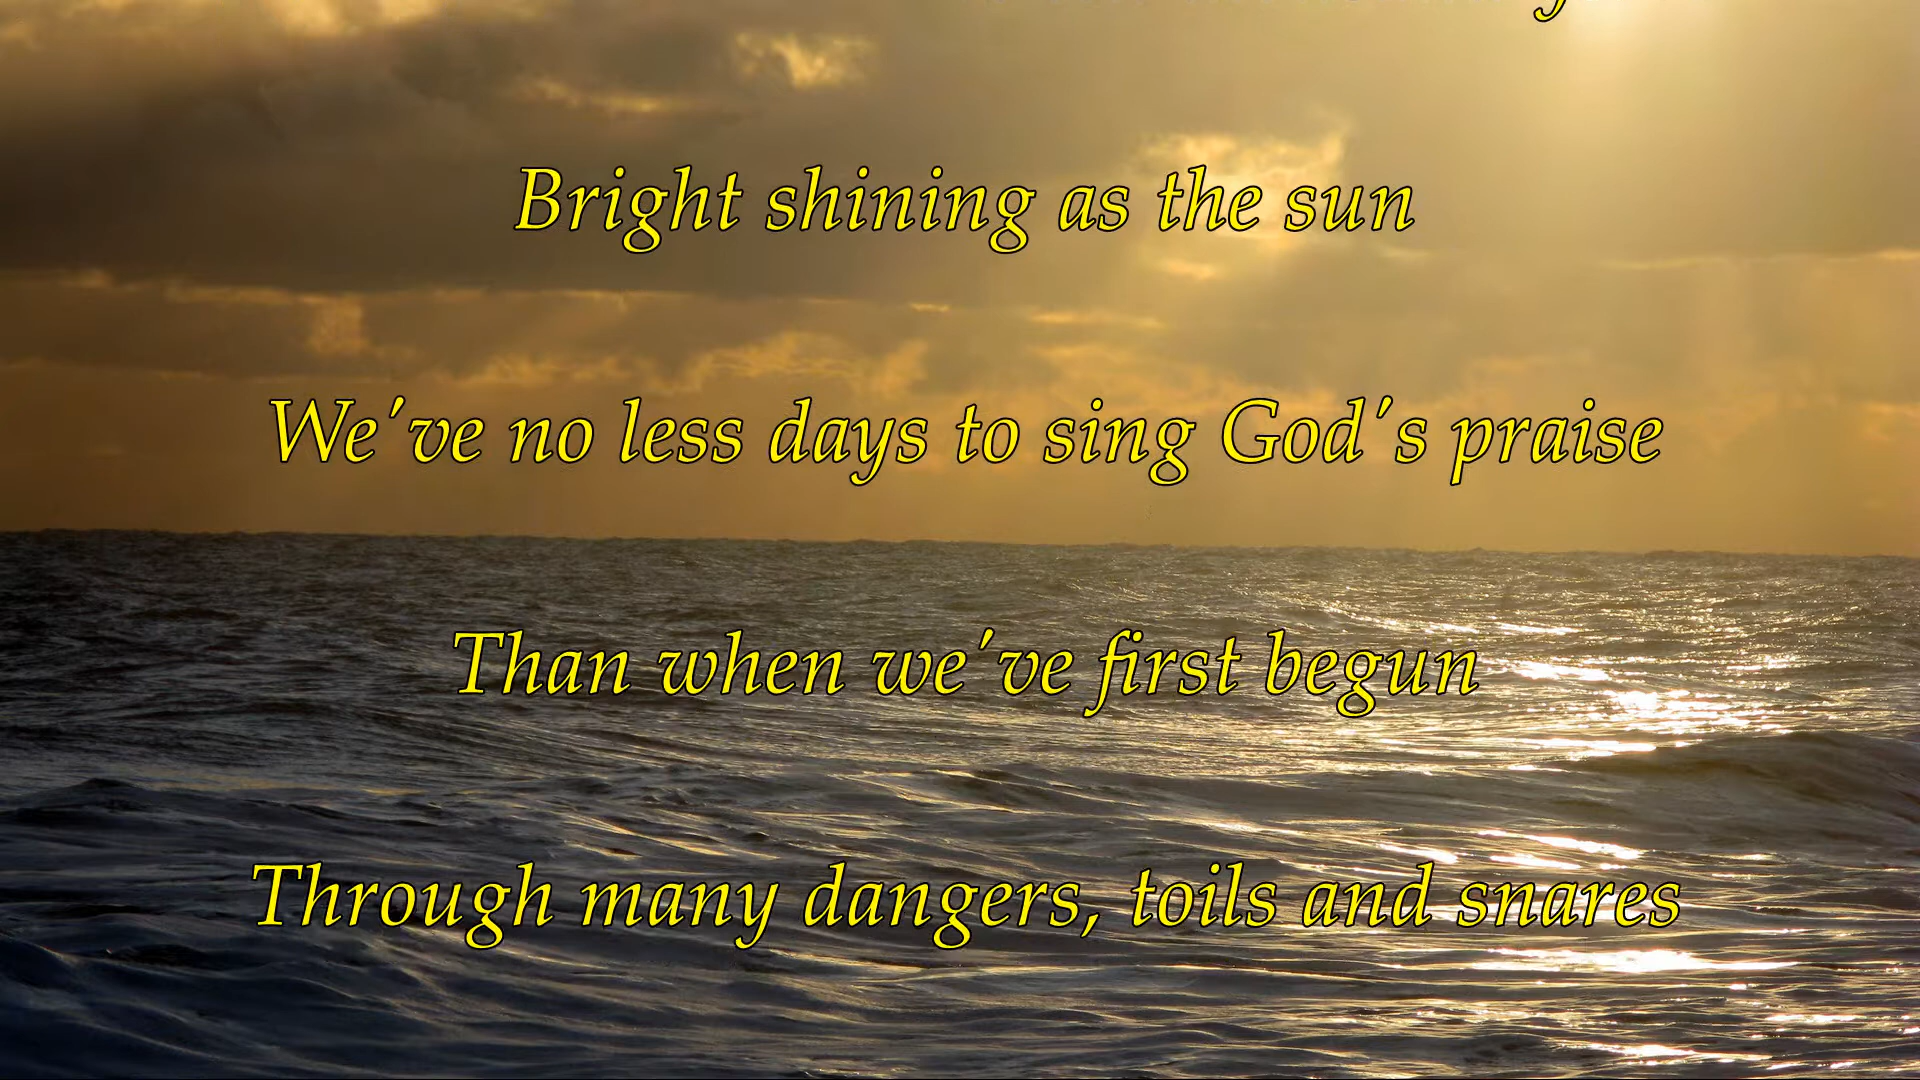 Bright shining as the sun
We've no less days to sing God's praise
Than when we've first begun
Through many dangers, toils and snares